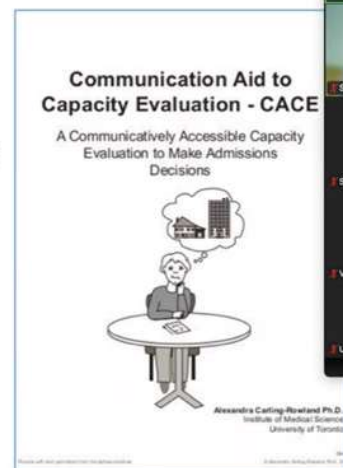 Communication Aid to
Capacity Evaluation - CACE
A Communicatively Accessible Capacity
Evaluation to Make Admissions
Decisions
Alexandra Carling-Rowland Ph.D.
Institute of Medical Science
University of Toronto